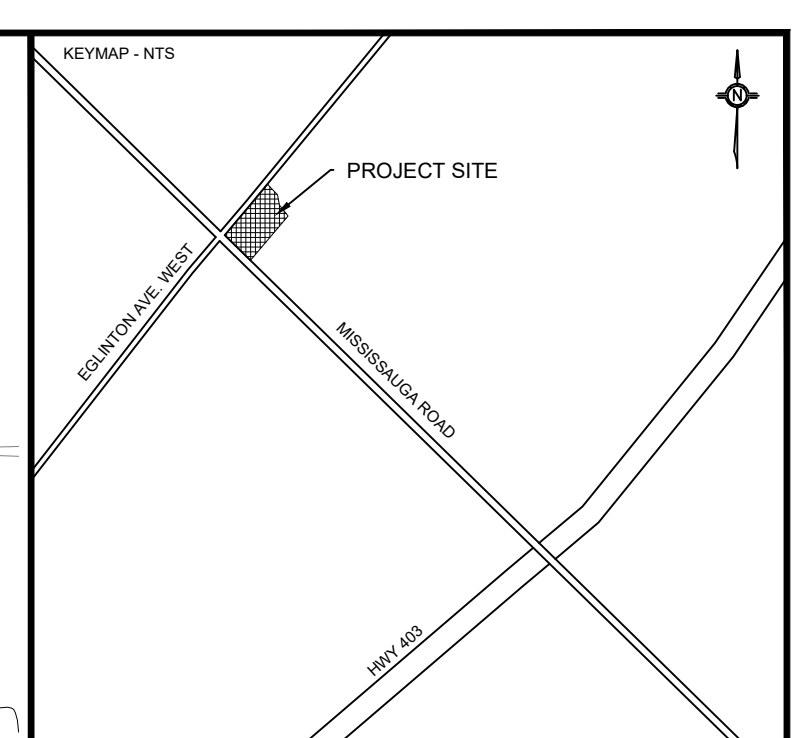 KEYMAP - NTS
N
PROJECT SITE
EGLINTON AVE. WEST
MISSISSAUGA ROAD
HWY 403